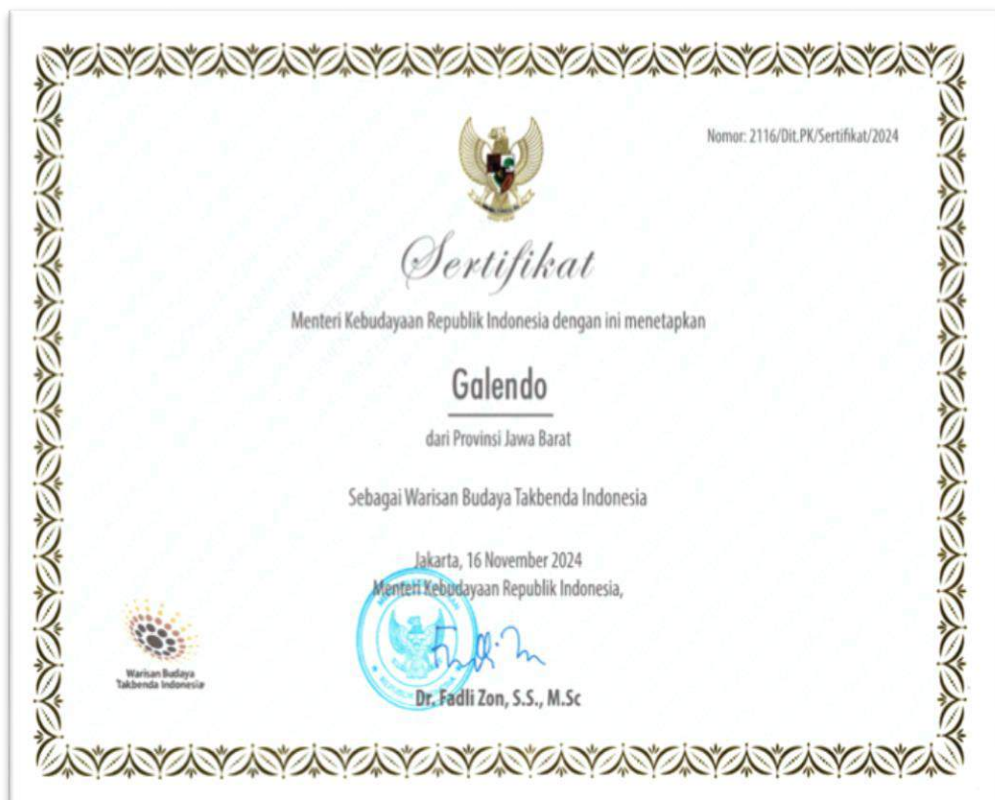 Nomor: 2116/Dit.PK/Sertifikat/2024
Sertifikat
Menteri Kebudayaan Republik Indonesia dengan ini menetapkan
Galendo
dari Provinsi Jawa Barat
Sebagai Warisan Budaya Takbenda Indonesia
Jakarta, 16 November 2024
Menteri Kebudayaan Republik Indonesia,
Dr. Fadli Zon, S.S., M.Sc
Warisan Budaya
Takbenda Indonesia